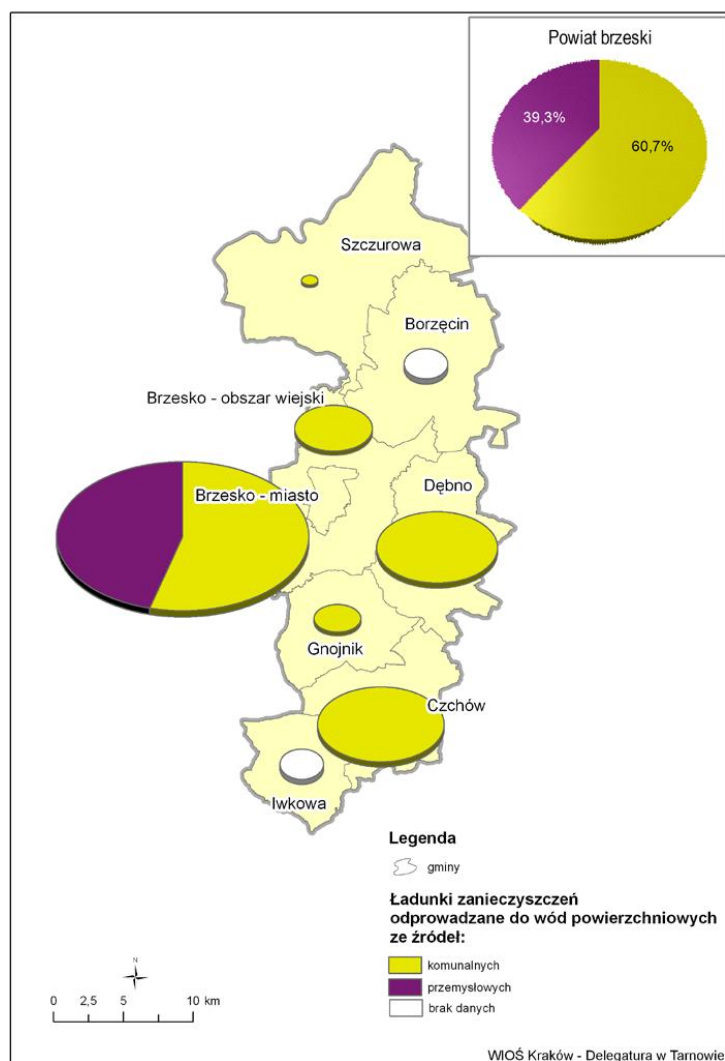 Powiat brzeski
39,3%
60,7%
Szczurowa
Borzęcin
Brzesko - obszar wiejski
Brzesko - miasto
Dębno
Gnojnik
Czchów
Iwkowa
Legenda
gminy
Ładunki zanieczyszczeń
odprowadzane do wód powierzchniowych
ze źródeł:
komunalnych
przemysłowych
brak danych
N
0 2,5 5 10 km
WIOŚ Kraków - Delegatura w Tarnowie